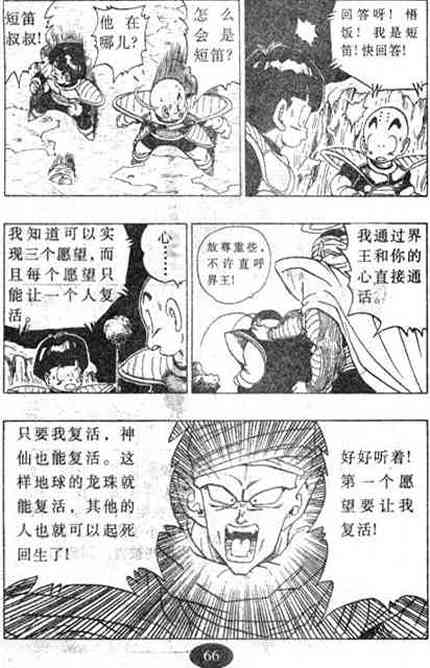 回答呀！悟
饭！我是短
笛!快回答!
怎么
会是
短笛?
他在
哪儿?
短笛
叔叔!
我通过界
王和你的
心直接通
话。
放尊重些，
不许直呼
界王!
心……
我知道可以实
现三个愿望，而
且每个愿望只
能让一个人复
活。
好好听着!
第一个愿
望要让我
复活!
只要我复活，神
仙也能复活。这
样地球的龙珠就
能复活，其他的
人也就可以起死
回生了!
66